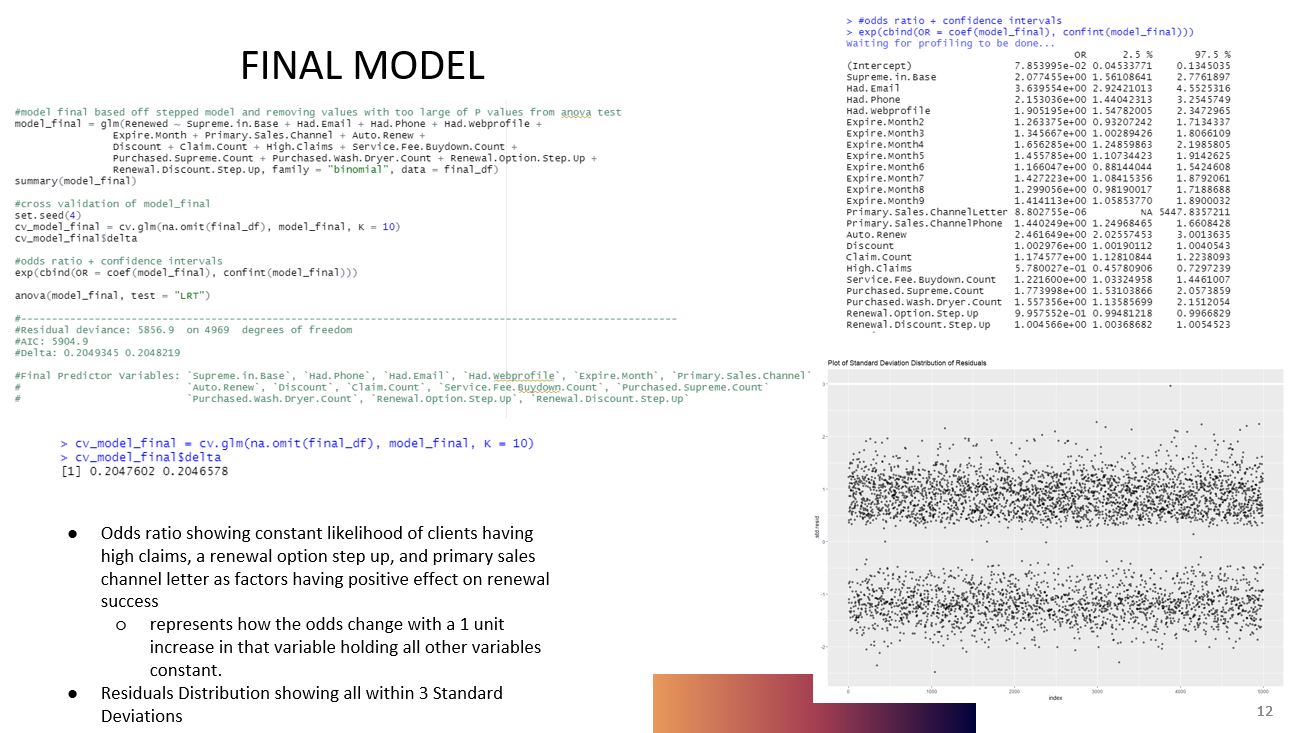 FINAL MODEL
#model final based off stepped model and removing values with too large of P values from anova test
model_final = glm(Renewed ~ Supreme.in.Base + Had.Email + Had.Phone + Had.Webprofile +
Expire.Month + Primary.Sales.Channel + Auto.Renew +
Discount + Claim.Count + High.Claims + Service.Fee.Buydown.Count +
Purchased.Supreme.Count + Purchased.Wash.Dryer.Count + Renewal.Option.Step.Up +
Renewal.Discount.Step.Up, family = "binomial", data = final_df)
summary(model_final)
#cross validation of model_final
set.seed(4)
cv_model_final = cv.glm(na.omit(final_df), model_final, K = 10)
cv_model_final$delta
#odds ratio + confidence intervals
exp(cbind(OR = coef(model_final), confint(model_final)))
anova(model_final, test = "LRT")
#-----------------------------------------------------------------------------------------------------
#Residual deviance: 5856.9 on 4969 degrees of freedom
#AIC: 5904.9
#Delta: 0.2049345 0.2048219
#Final Predictor Variables: `Supreme.in.Base`, `Had.Phone`, `Had.Email`, `Had.Webprofile`, `Expire.Month`, `Primary.Sales.Channel`
# `Auto.Renew`, `Discount`, `Claim.Count`, `Service.Fee.Buydown.Count`, `Purchased.Supreme.Count`
# `Purchased.Wash.Dryer.Count`, `Renewal.Option.Step.Up`, `Renewal.Discount.Step.Up`
> cv_model_final = cv.glm(na.omit(final_df), model_final, K = 10)
> cv_model_final$delta
[1] 0.2047602 0.2046578
● Odds ratio showing constant likelihood of clients having
high claims, a renewal option step up, and primary sales
channel letter as factors having positive effect on renewal
success
○ represents how the odds change with a 1 unit
increase in that variable holding all other variables
constant.
● Residuals Distribution showing all within 3 Standard
Deviations
> #odds ratio + confidence intervals
> exp(cbind(OR = coef(model_final), confint(model_final)))
Waiting for profiling to be done...
OR 2.5 % 97.5 %
(Intercept) 7.853995e-02 0.04533771 0.1345035
Supreme.in.Base 2.077455e+00 1.56108641 2.7761897
Had.Email 3.639554e+00 2.92421013 4.5525316
Had.Phone 2.153036e+00 1.44042313 3.2545749
Had.Webprofile 1.905195e+00 1.54782005 2.3472965
Expire.Month2 1.263375e+00 0.93207242 1.7134337
Expire.Month3 1.345667e+00 1.00289426 1.8066109
Expire.Month4 1.656285e+00 1.24859863 2.1985805
Expire.Month5 1.455785e+00 1.10734423 1.9142625
Expire.Month6 1.166047e+00 0.88144044 1.5424608
Expire.Month7 1.427223e+00 1.08415356 1.8792061
Expire.Month8 1.299056e+00 0.98190017 1.7188688
Expire.Month9 1.414113e+00 1.05853770 1.8900032
Primary.Sales.ChannelLetter 8.802755e-06 NA 5447.8357211
Primary.Sales.ChannelPhone 1.440249e+00 1.24968465 1.6608428
Auto.Renew 2.461649e+00 2.02557453 3.0013635
Discount 1.002976e+00 1.00190112 1.0040543
Claim.Count 1.174577e+00 1.12810844 1.2238093
High.Claims 5.780027e-01 0.45780906 0.7297239
Service.Fee.Buydown.Count 1.221600e+00 1.03324958 1.4461007
Purchased.Supreme.Count 1.773998e+00 1.53103866 2.0573859
Purchased.Wash.Dryer.Count 1.557356e+00 1.13585699 2.1512054
Renewal.Option.Step.Up 9.957552e-01 0.99481218 0.9966829
Renewal.Discount.Step.Up 1.004566e+00 1.00368682 1.0054523
Plot of Standard Deviation Distribution of Residuals
3
2
1
0
-1
-2
std.resid
0 1000 2000 3000 4000 5000
index
12